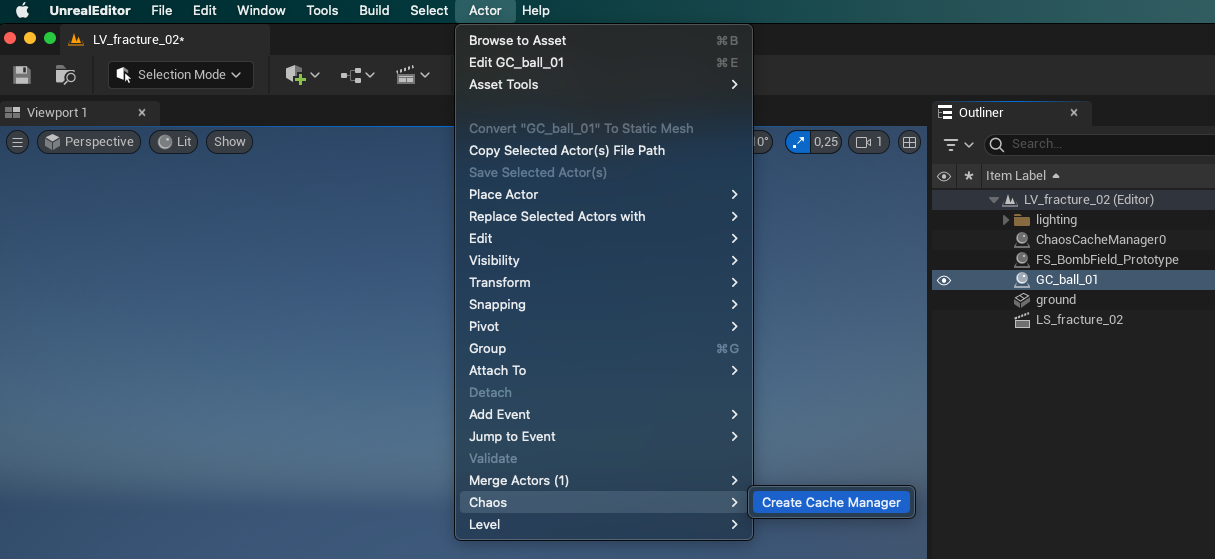 UnrealEditor File Edit Window Tools Build Select Actor Help
LV_fracture_02*
Selection Mode
Viewport 1
Perspective Lit Show
0° 0,25 1
Browse to Asset ⌘B
Edit GC_ball_01 ⌘E
Asset Tools
Convert "GC_ball_01" To Static Mesh
Copy Selected Actor(s) File Path
Save Selected Actor(s)
Place Actor
Replace Selected Actors with
Edit
Visibility
Transform
Snapping
Pivot
Group ⌘G
Attach To
Detach
Add Event
Jump to Event
Validate
Merge Actors (1)
Chaos
Level
Create Cache Manager
Outliner
Search...
Item Label
LV_fracture_02 (Editor)
lighting
ChaosCacheManager0
FS_BombField_Prototype
GC_ball_01
ground
LS_fracture_02